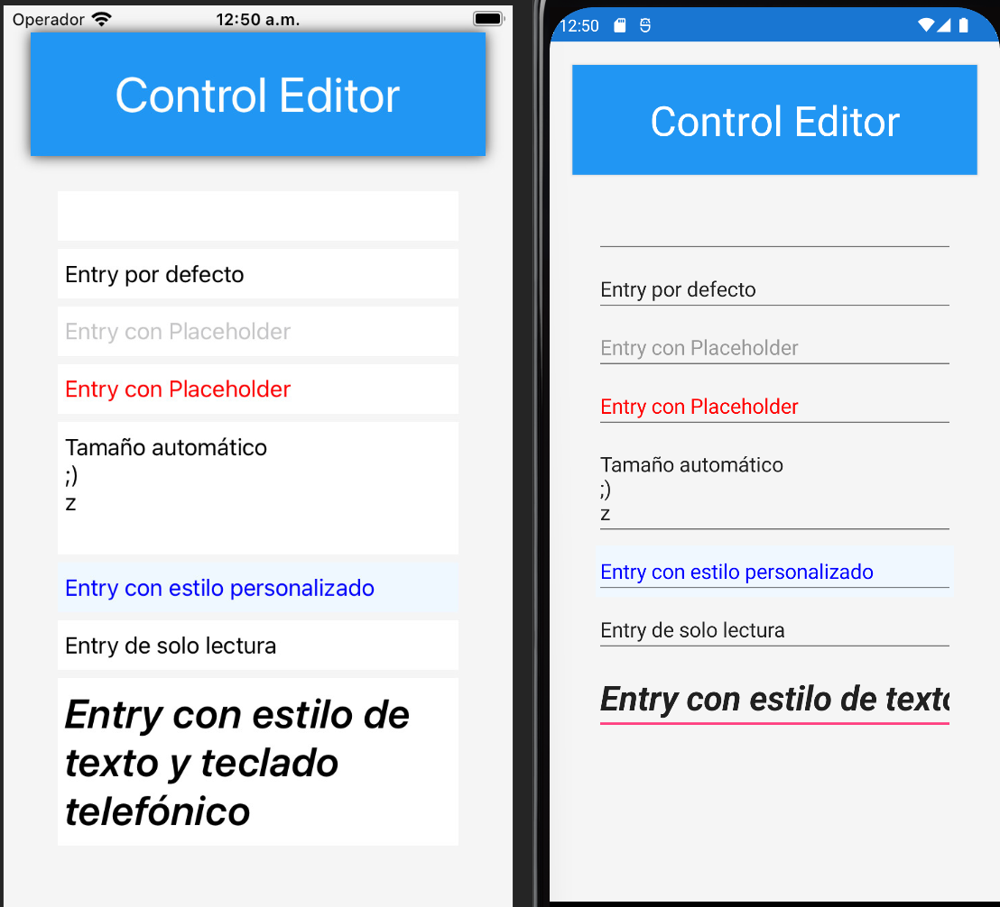 Operador 12:50 a.m.
Control Editor
Entry por defecto
Entry con Placeholder
Entry con Placeholder
Tamaño automático
;)
z
Entry con estilo personalizado
Entry de solo lectura
Entry con estilo de
texto y teclado
telefónico
12:50
Control Editor
Entry por defecto
Entry con Placeholder
Entry con Placeholder
Tamaño automático
;)
z
Entry con estilo personalizado
Entry de solo lectura
Entry con estilo de texto